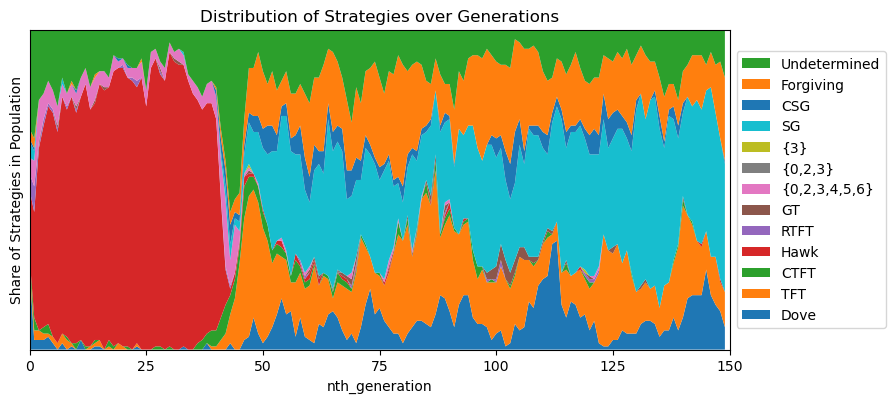 Distribution of Strategies over Generations
Share of Strategies in Population
0 25 50 75 100 125 150
nth_generation
Undetermined
Forgiving
CSG
SG
{3}
{0,2,3}
{0,2,3,4,5,6}
GT
RTFT
Hawk
CTFT
TFT
Dove